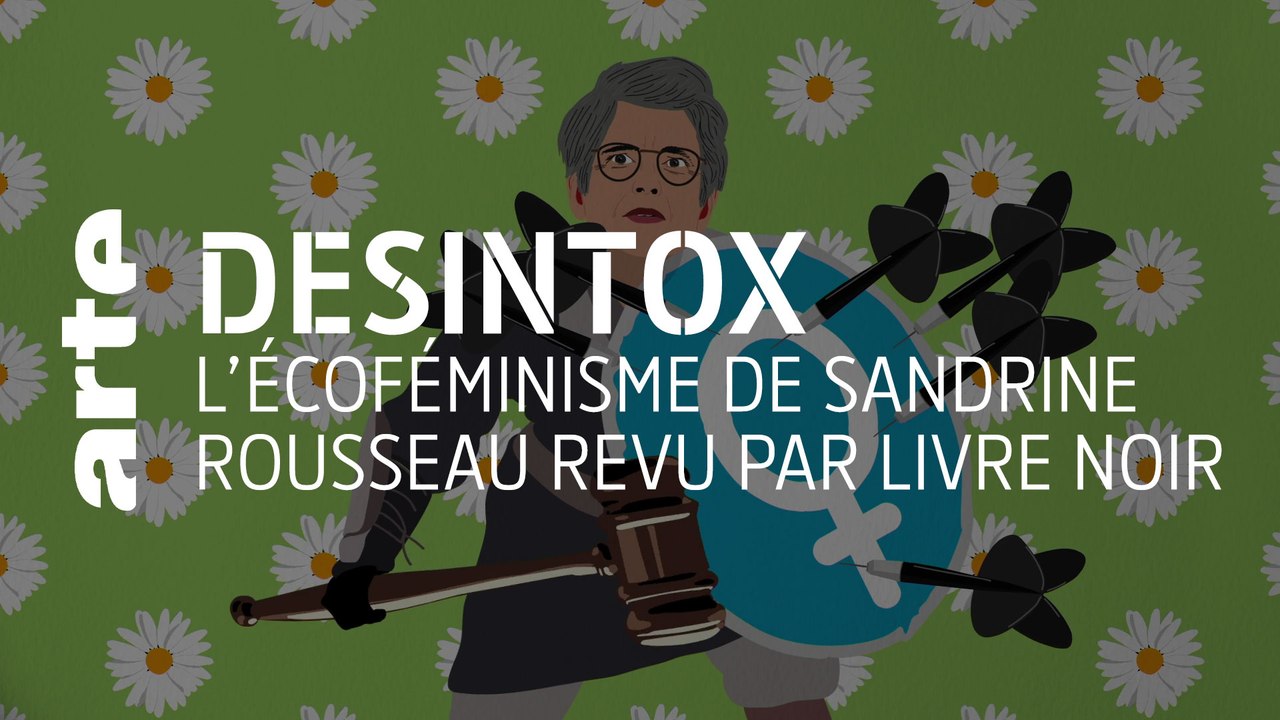 arte
DESINTOX
L'ÉCOFÉMINISME DE SANDRINE
ROUSSEAU REVU PAR LIVRE NOIR